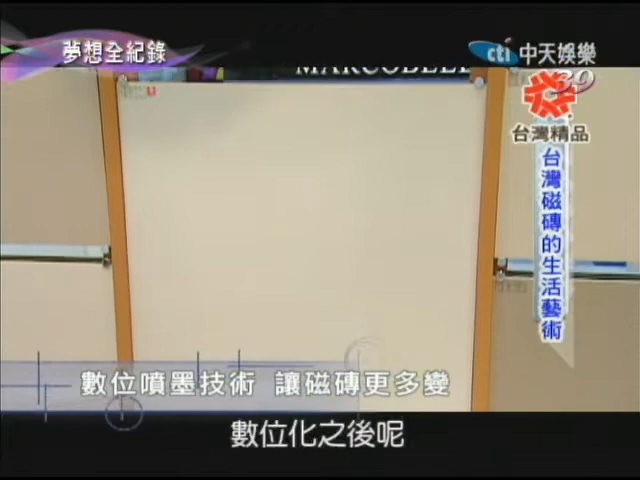 夢想全紀錄
cti 中天娛樂
39
台灣精品
台灣磁磚的生活藝術
數位噴墨技術 讓磁磚更多變
數位化之後呢